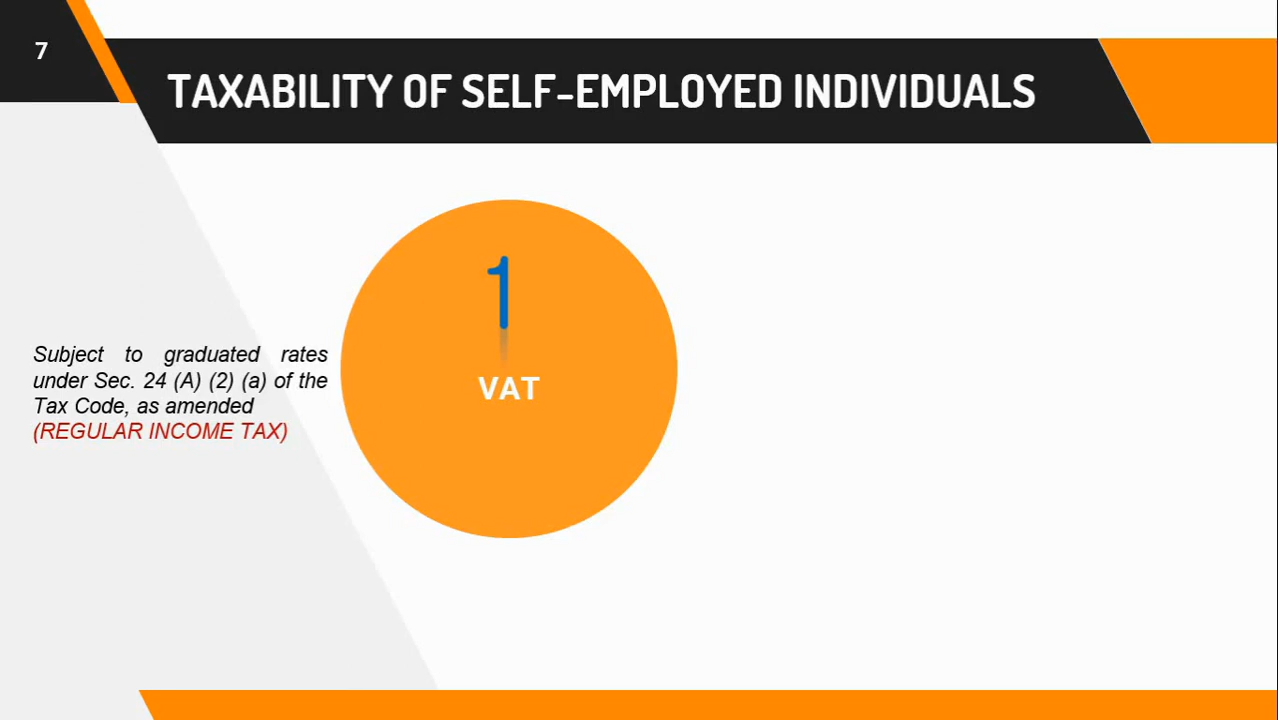 7
TAXABILITY OF SELF-EMPLOYED INDIVIDUALS
1
VAT
Subject to graduated rates
under Sec. 24 (A) (2) (a) of the
Tax Code, as amended
(REGULAR INCOME TAX)